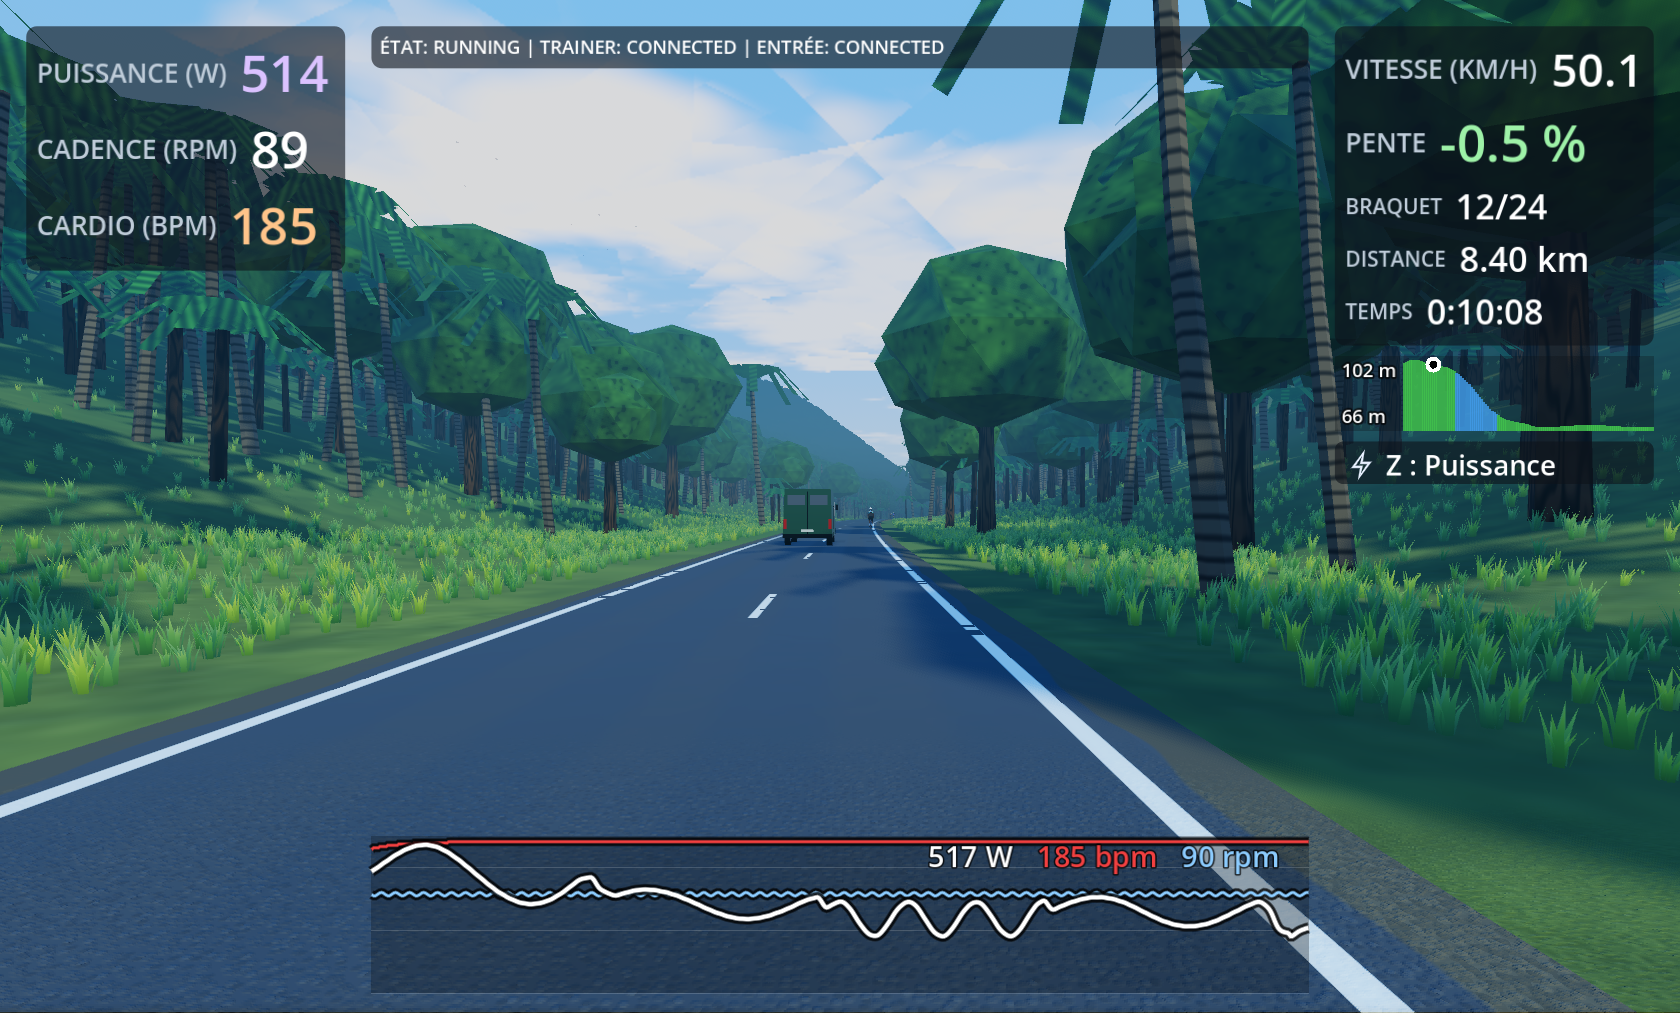 PUISSANCE (W) 514
CADENCE (RPM) 89
CARDIO (BPM) 185
ÉTAT: RUNNING | TRAINER: CONNECTED | ENTRÉE: CONNECTED
VITESSE (KM/H) 50.1
PENTE -0.5 %
BRAQUET 12/24
DISTANCE 8.40 km
TEMPS 0:10:08
102 m
66 m
Z : Puissance
517 W 185 bpm 90 rpm